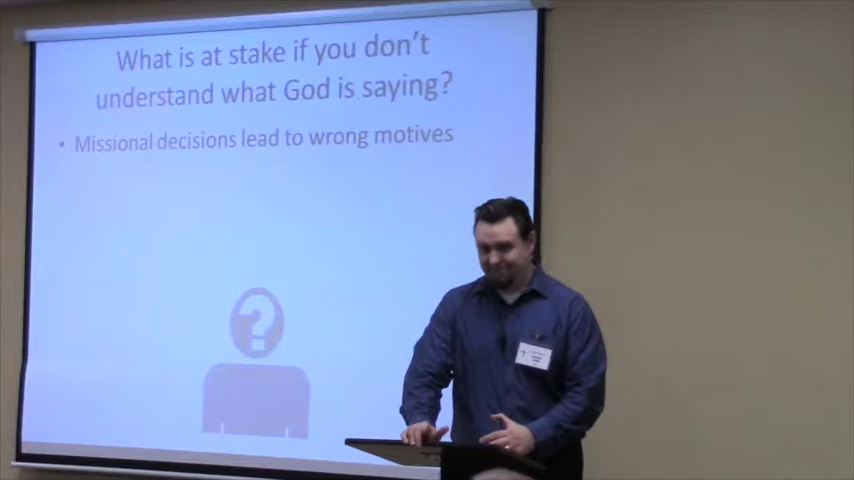 What is at stake if you don't
understand what God is saying?
• Missional decisions lead to wrong motives
?